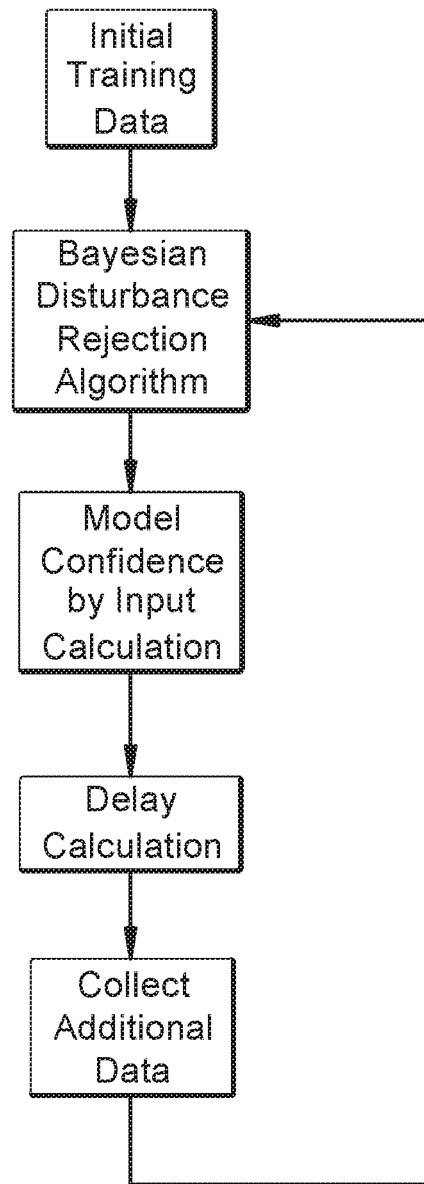 Initial
Training
Data
Bayesian
Disturbance
Rejection
Algorithm
Model
Confidence
by Input
Calculation
Delay
Calculation
Collect
Additional
Data